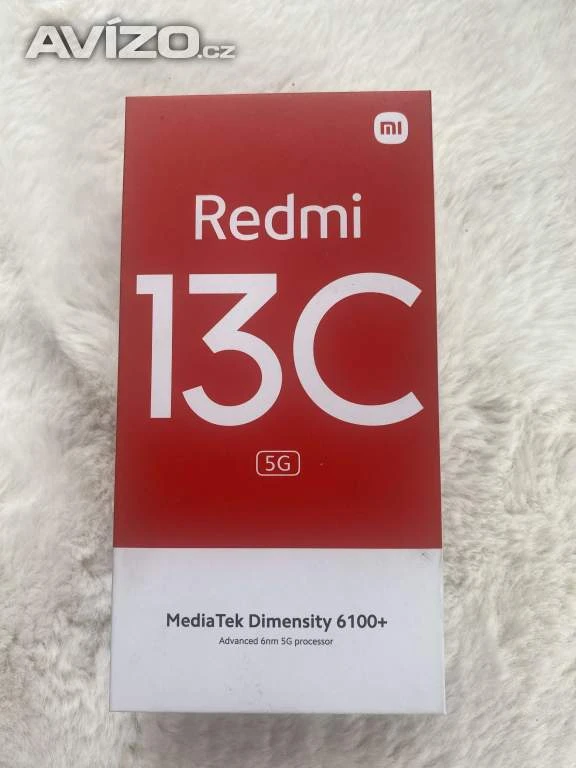 AVÍZO.cz
mi
Redmi
13C
5G
MediaTek Dimensity 6100+
Advanced 6nm 5G processor